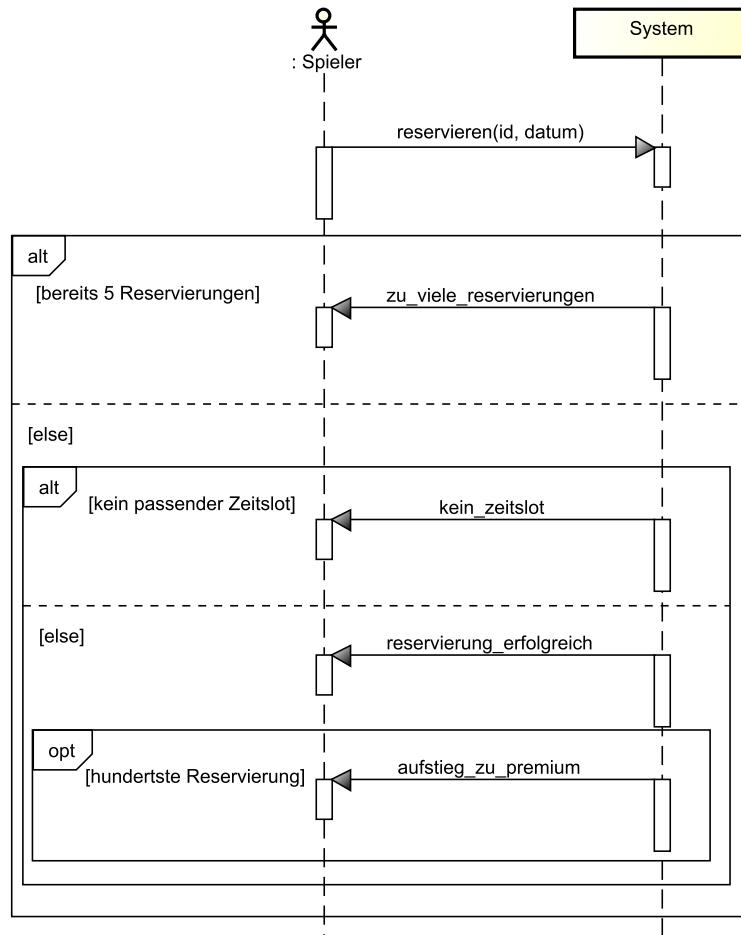 : Spieler
System
reservieren(id, datum)
alt
[bereits 5 Reservierungen]
zu_viele_reservierungen
[else]
alt
[kein passender Zeitslot]
kein_zeitslot
[else]
reservierung_erfolgreich
opt
[hundertste Reservierung]
aufstieg_zu_premium